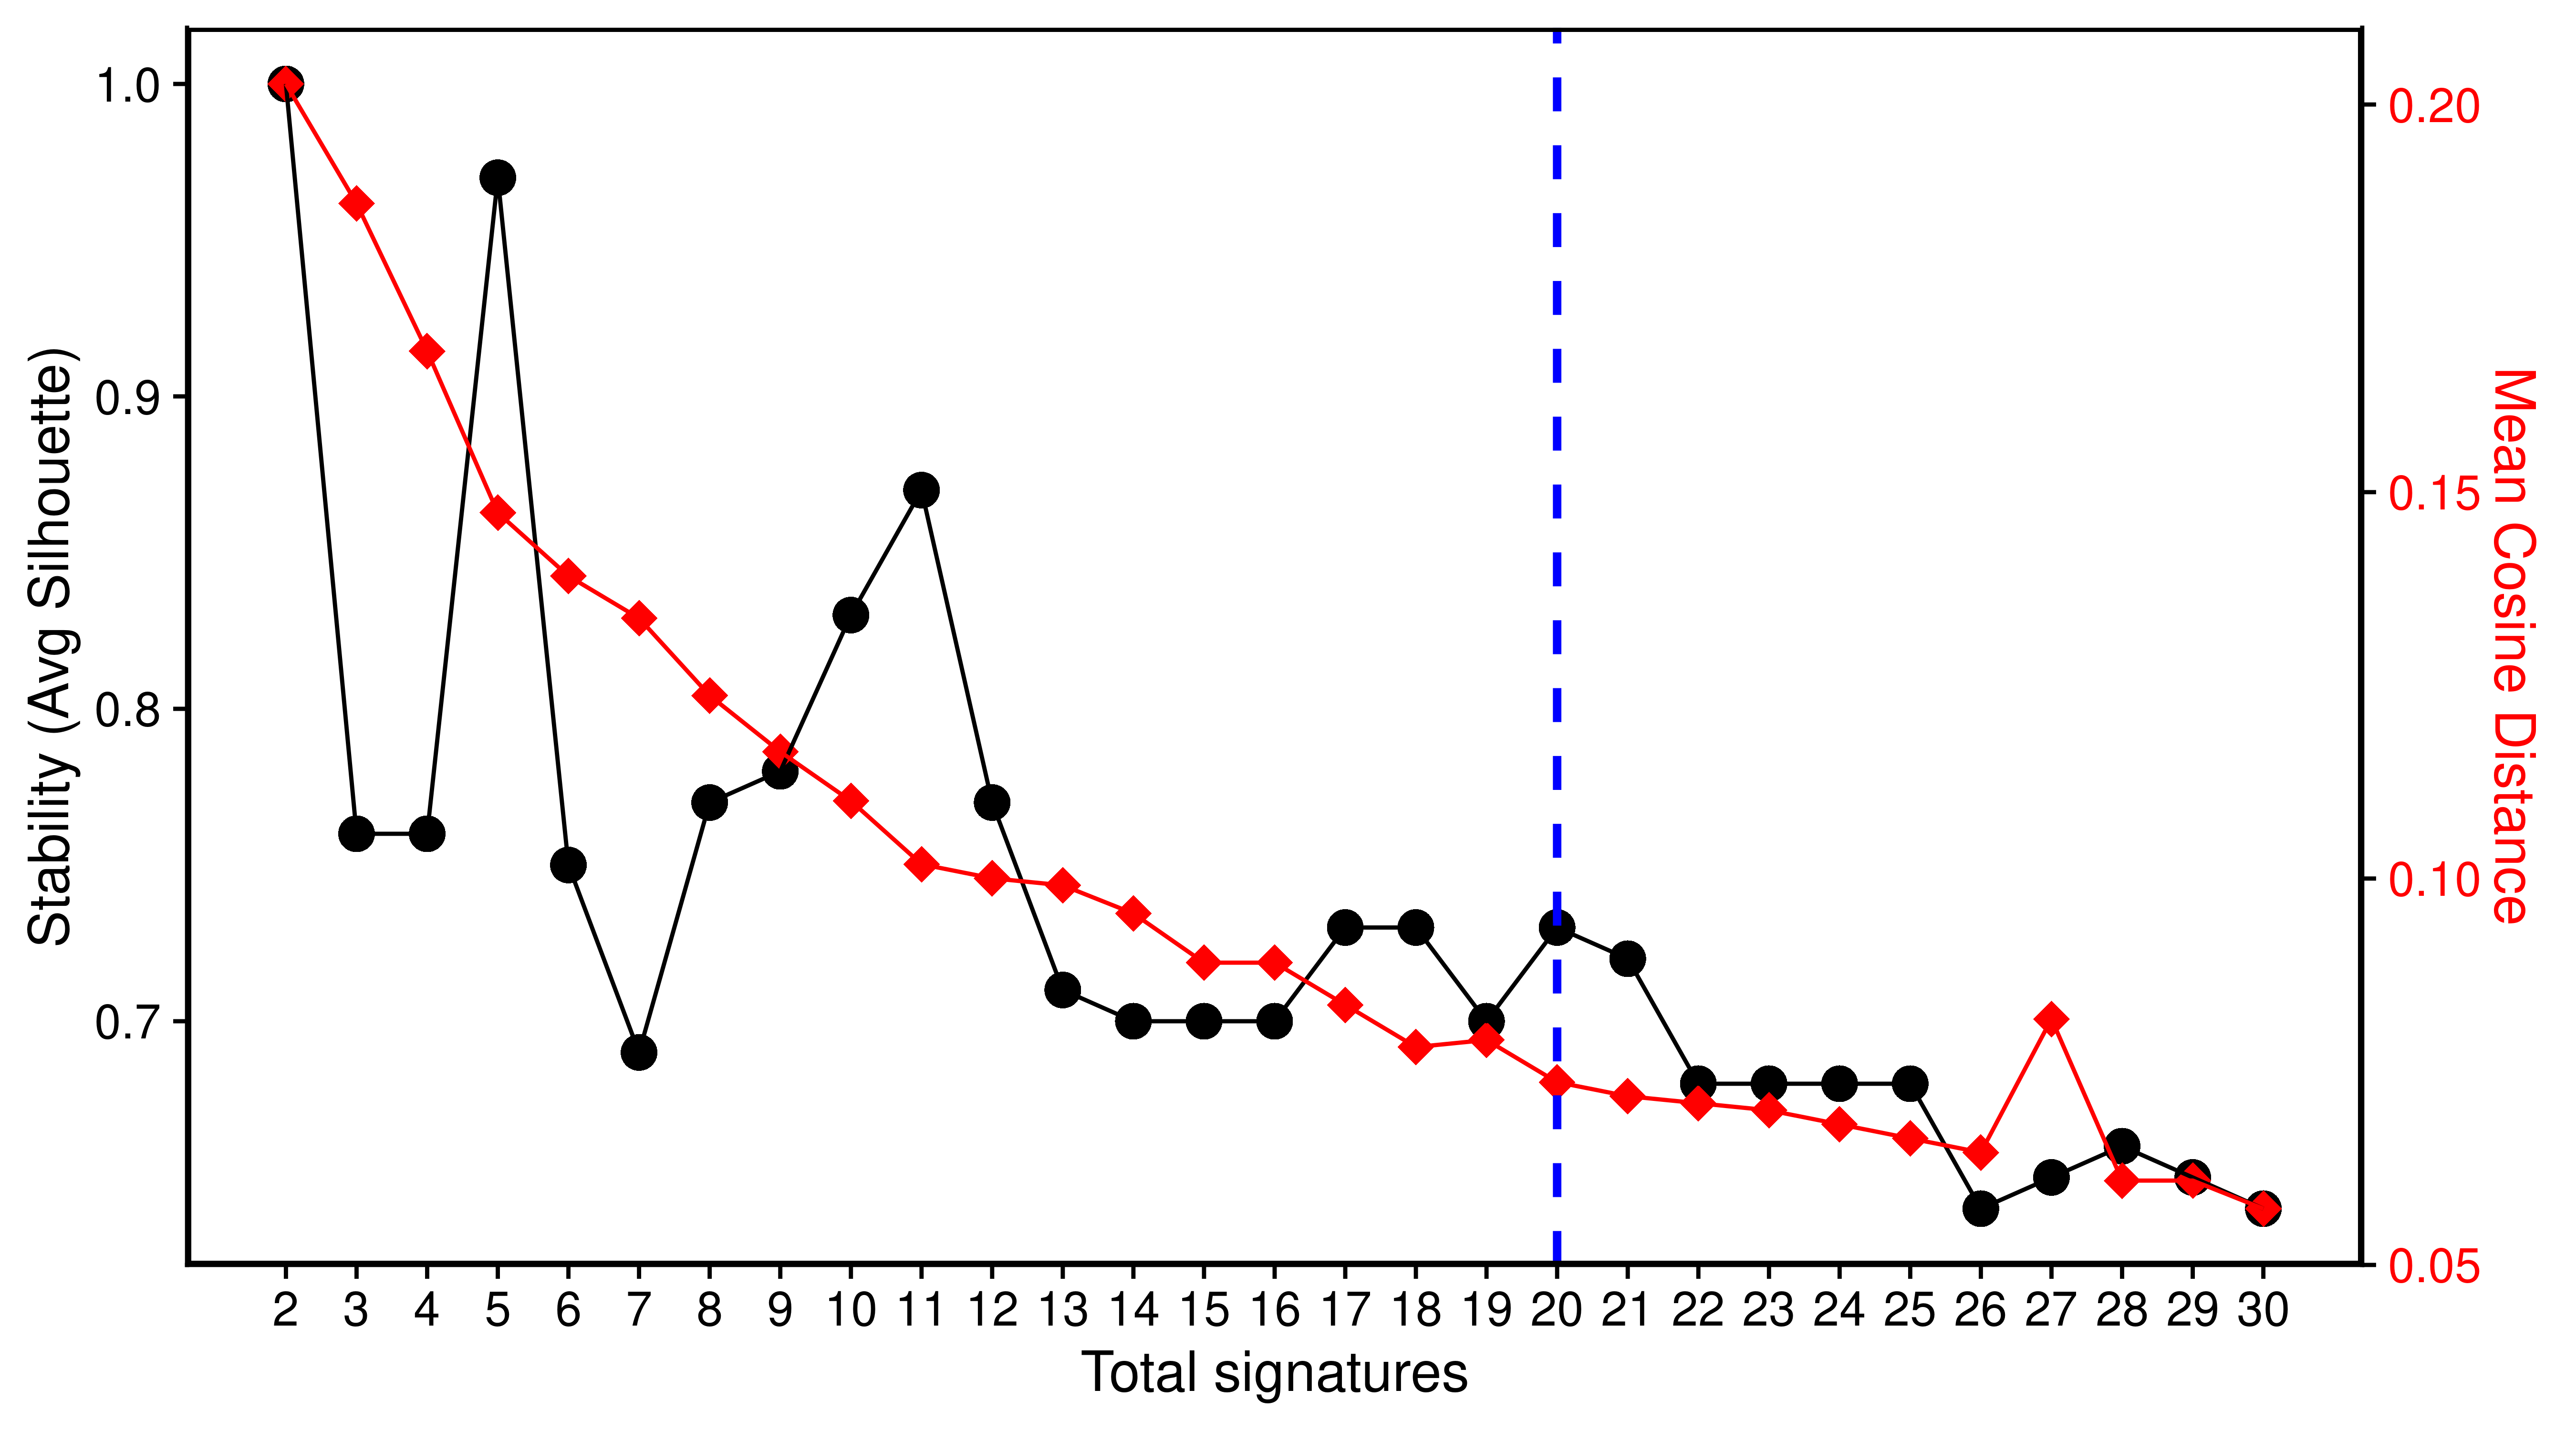 Stability (Avg Silhouette)
1.0
0.9
0.8
0.7
0.20
0.15
0.10
0.05
Mean Cosine Distance
2 3 4 5 6 7 8 9 10 11 12 13 14 15 16 17 18 19 20 21 22 23 24 25 26 27 28 29 30
Total signatures